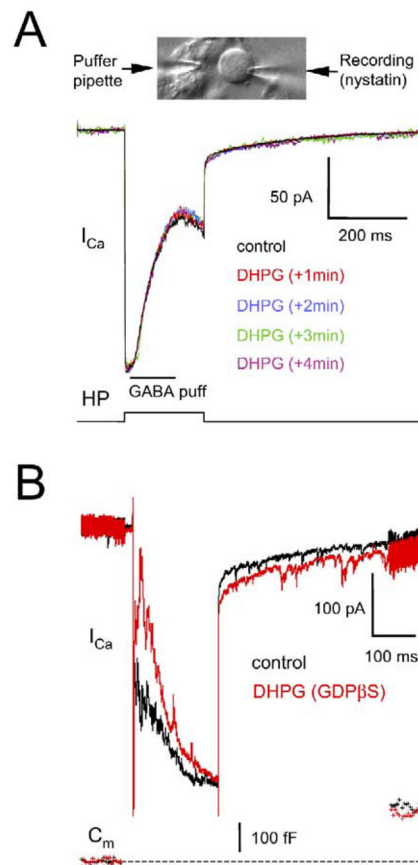 A
Puffer
pipette
Recording
(nystatin)
50 pA
200 ms
I_Ca
control
DHPG (+1min)
DHPG (+2min)
DHPG (+3min)
DHPG (+4min)
GABA puff
HP
B
100 pA
I_Ca
100 ms
control
DHPG (GDPβS)
C_m
100 fF